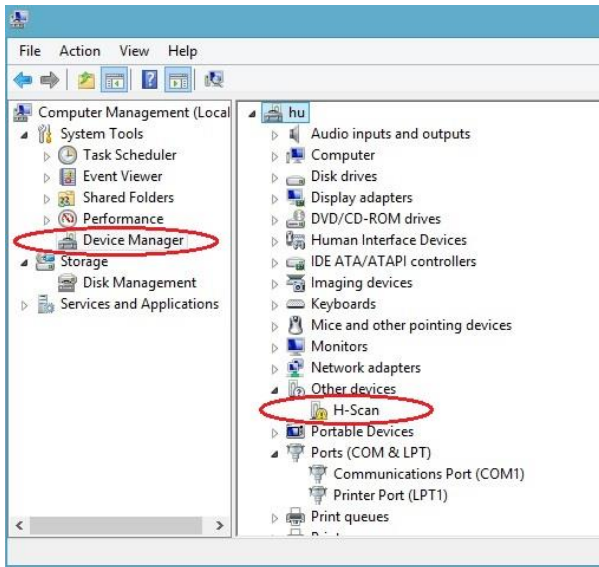 File Action View Help
Computer Management (Local
System Tools
Task Scheduler
Event Viewer
Shared Folders
Performance
Device Manager
Storage
Disk Management
Services and Applications
hu
Audio inputs and outputs
Computer
Disk drives
Display adapters
DVD/CD-ROM drives
Human Interface Devices
IDE ATA/ATAPI controllers
Imaging devices
Keyboards
Mice and other pointing devices
Monitors
Network adapters
Other devices
H-Scan
Portable Devices
Ports (COM & LPT)
Communications Port (COM1)
Printer Port (LPT1)
Print queues